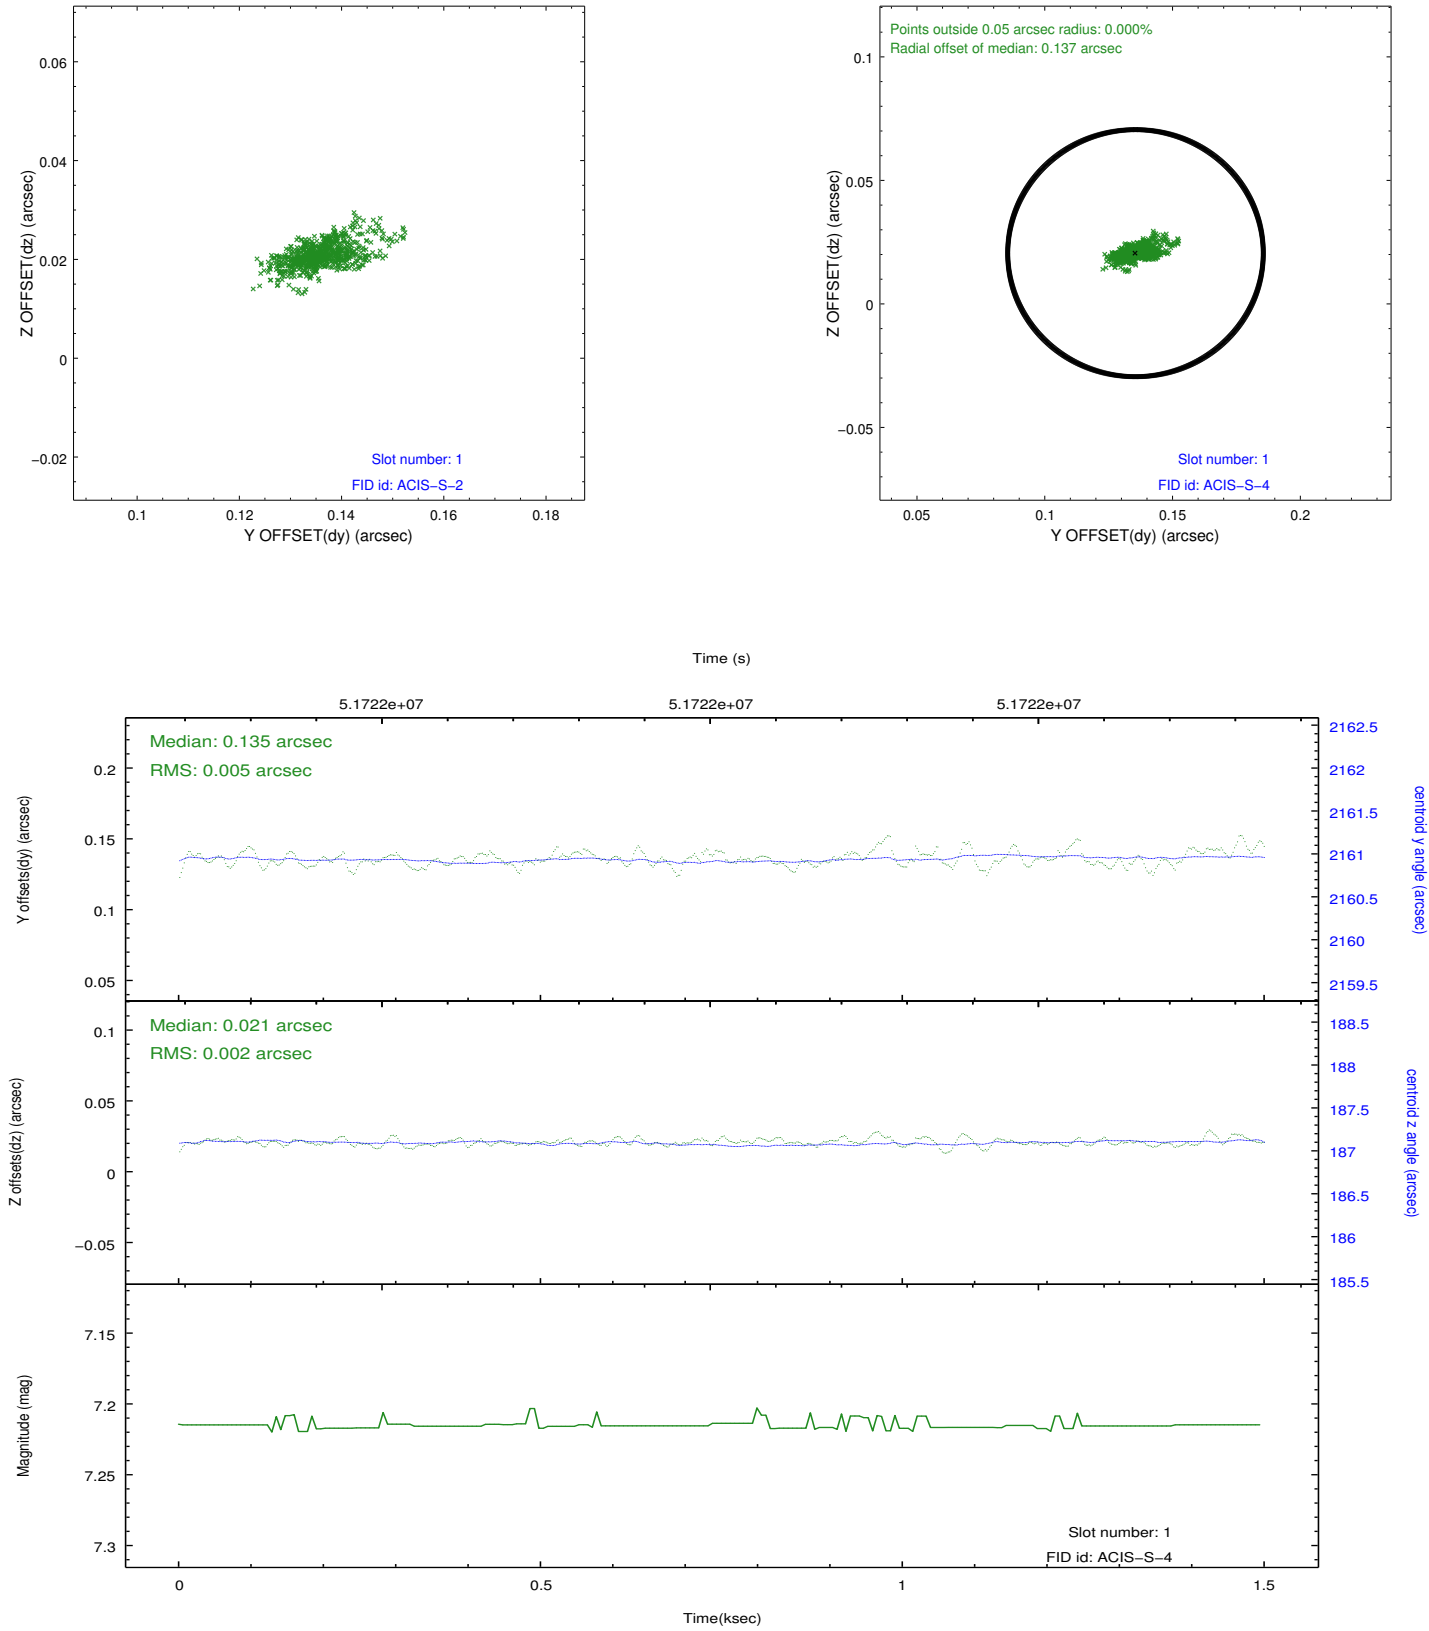 0.06
0.04
0.02
0
−0.02
Z OFFSET(dz) (arcsec)
Slot number: 1
FID id: ACIS−S−2
0.1 0.12 0.14 0.16 0.18
Y OFFSET(dy) (arcsec)
Points outside 0.05 arcsec radius: 0.000%
Radial offset of median: 0.137 arcsec
0.1
0.05
0
−0.05
Z OFFSET(dz) (arcsec)
Slot number: 1
FID id: ACIS−S−4
0.05 0.1 0.15 0.2
Y OFFSET(dy) (arcsec)
Time (s)
5.1722e+07 5.1722e+07 5.1722e+07
Median: 0.135 arcsec
RMS: 0.005 arcsec
0.2
0.15
0.1
0.05
Y offsets(dy) (arcsec)
2162.5
2162
2161.5
2161
2160.5
2160
2159.5
centroid y angle (arcsec)
Median: 0.021 arcsec
RMS: 0.002 arcsec
0.1
0.05
0
−0.05
Z offsets(dz) (arcsec)
188.5
188
187.5
187
186.5
186
185.5
centroid z angle (arcsec)
7.15
7.2
7.25
7.3
Magnitude (mag)
Slot number: 1
FID id: ACIS−S−4
0 0.5 1 1.5
Time(ksec)